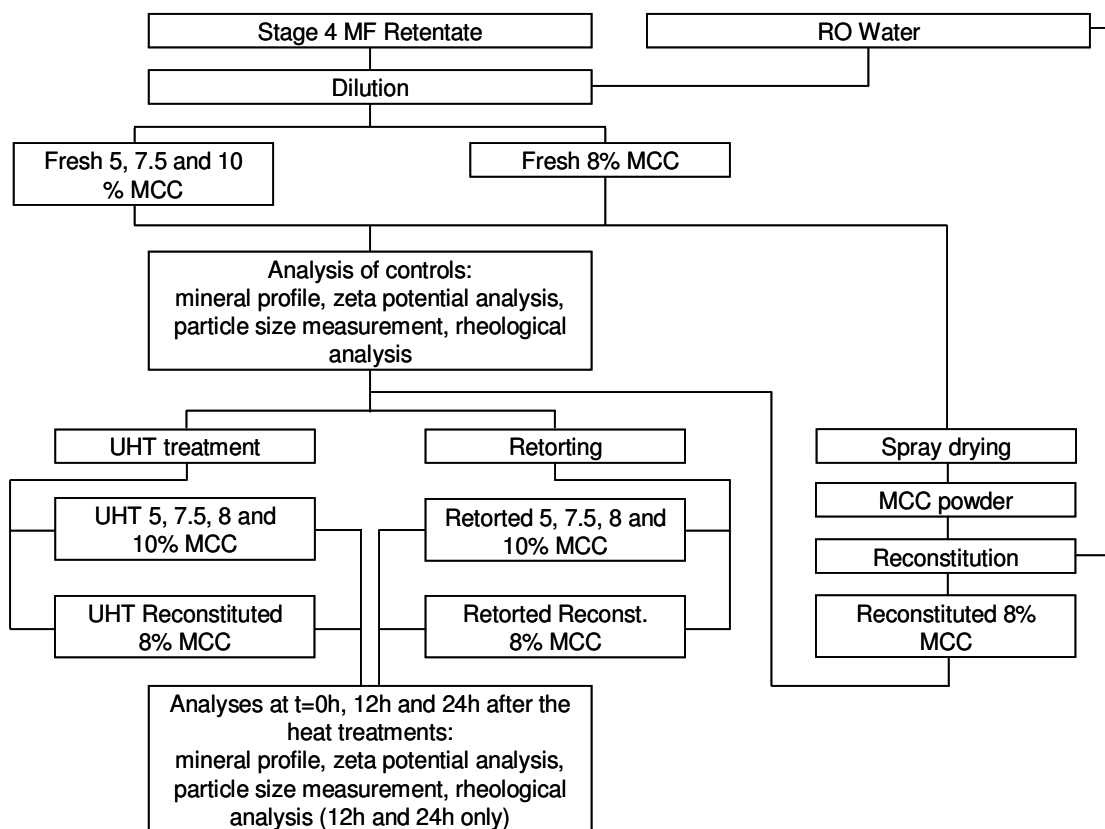 Stage 4 MF Retentate
RO Water
Dilution
Fresh 5, 7.5 and 10
% MCC
Fresh 8% MCC
Analysis of controls:
mineral profile, zeta potential analysis,
particle size measurement, rheological
analysis
UHT treatment
Retorting
Spray drying
MCC powder
UHT 5, 7.5, 8 and
10% MCC
Retorted 5, 7.5, 8 and
10% MCC
Reconstitution
UHT Reconstituted
8% MCC
Retorted Reconst.
8% MCC
Reconstituted 8%
MCC
Analyses at t=0h, 12h and 24h after the
heat treatments:
mineral profile, zeta potential analysis,
particle size measurement, rheological
analysis (12h and 24h only)